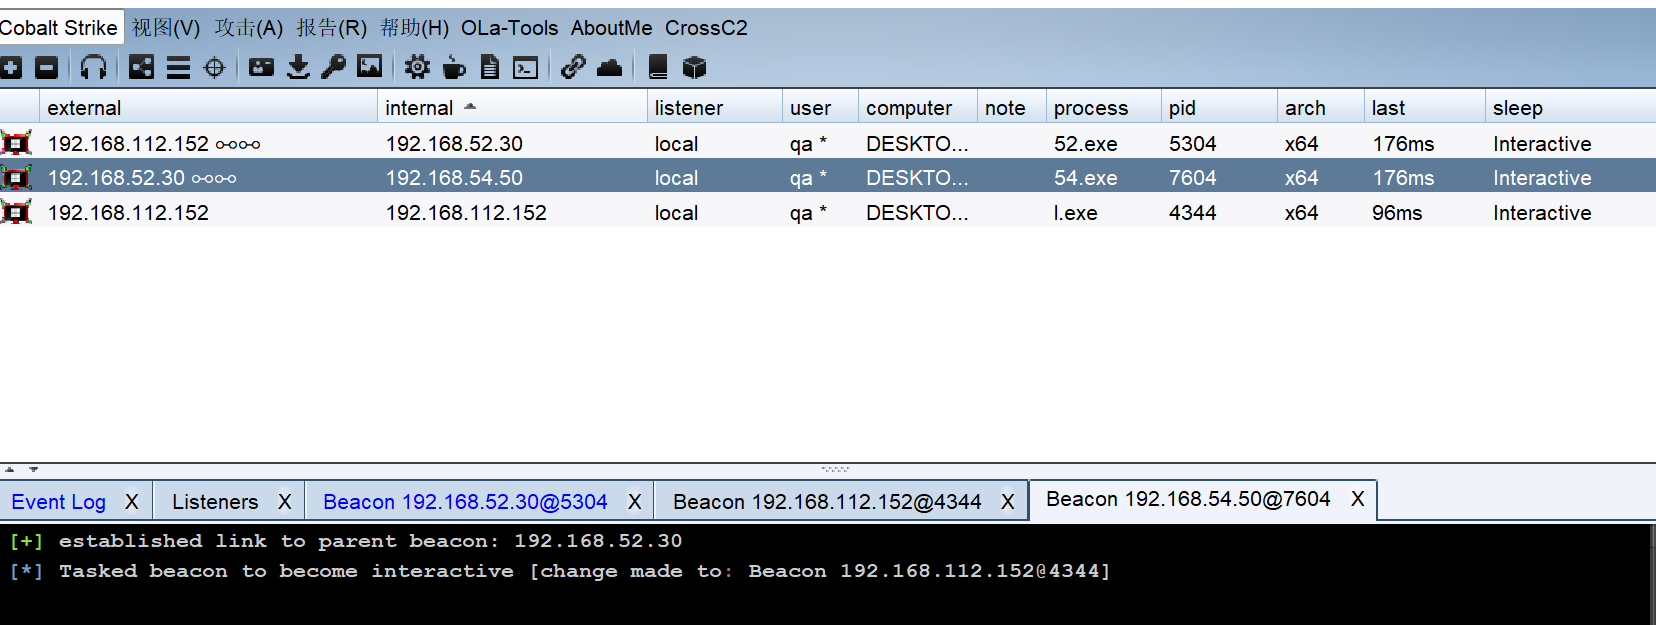 Cobalt Strike 视图(V) 攻击(A) 报告(R) 帮助(H) OLa-Tools AboutMe CrossC2
external internal listener user computer note process pid arch last sleep
192.168.112.152 192.168.52.30 local qa * DESKTO... 52.exe 5304 x64 176ms Interactive
192.168.52.30 192.168.54.50 local qa * DESKTO... 54.exe 7604 x64 176ms Interactive
192.168.112.152 192.168.112.152 local qa * DESKTO... l.exe 4344 x64 96ms Interactive
Event Log X Listeners X Beacon 192.168.52.30@5304 X Beacon 192.168.112.152@4344 X Beacon 192.168.54.50@7604 X
[+] established link to parent beacon: 192.168.52.30
[*] Tasked beacon to become interactive [change made to: Beacon 192.168.112.152@4344]